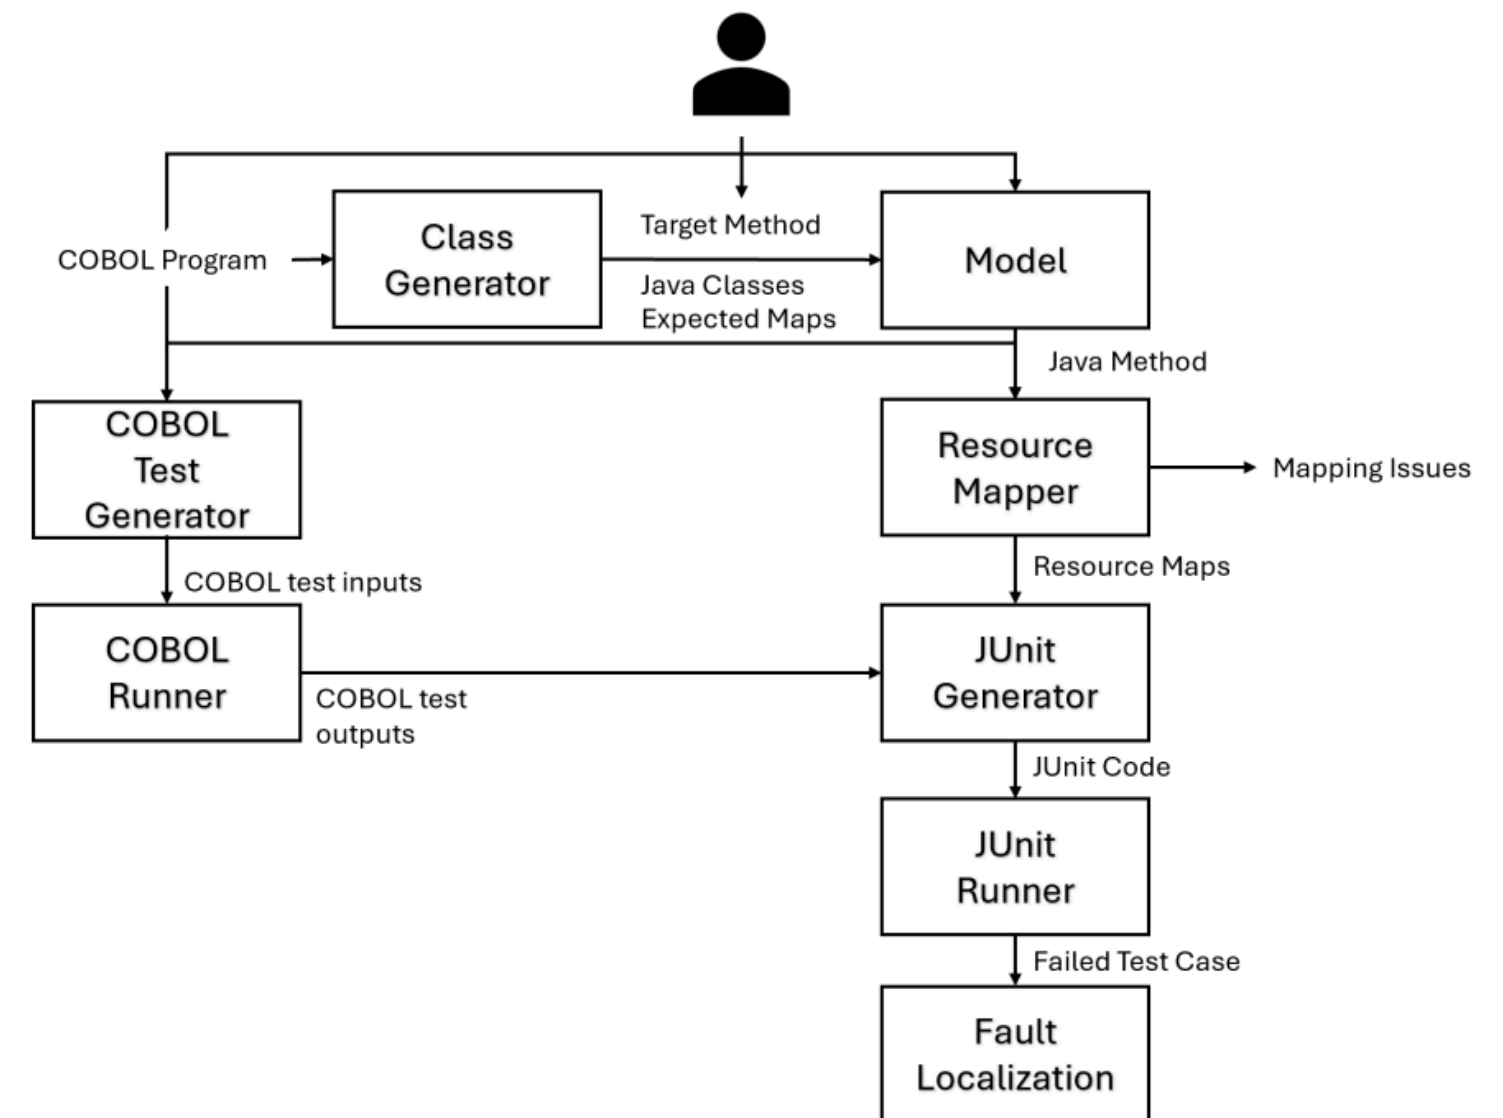 Target Method
Class
Generator
COBOL Program
Model
Java Classes
Expected Maps
Java Method
COBOL
Test
Generator
Resource
Mapper
Mapping Issues
COBOL test inputs
Resource Maps
COBOL
Runner
COBOL test
outputs
JUnit
Generator
JUnit Code
JUnit
Runner
Failed Test Case
Fault
Localization